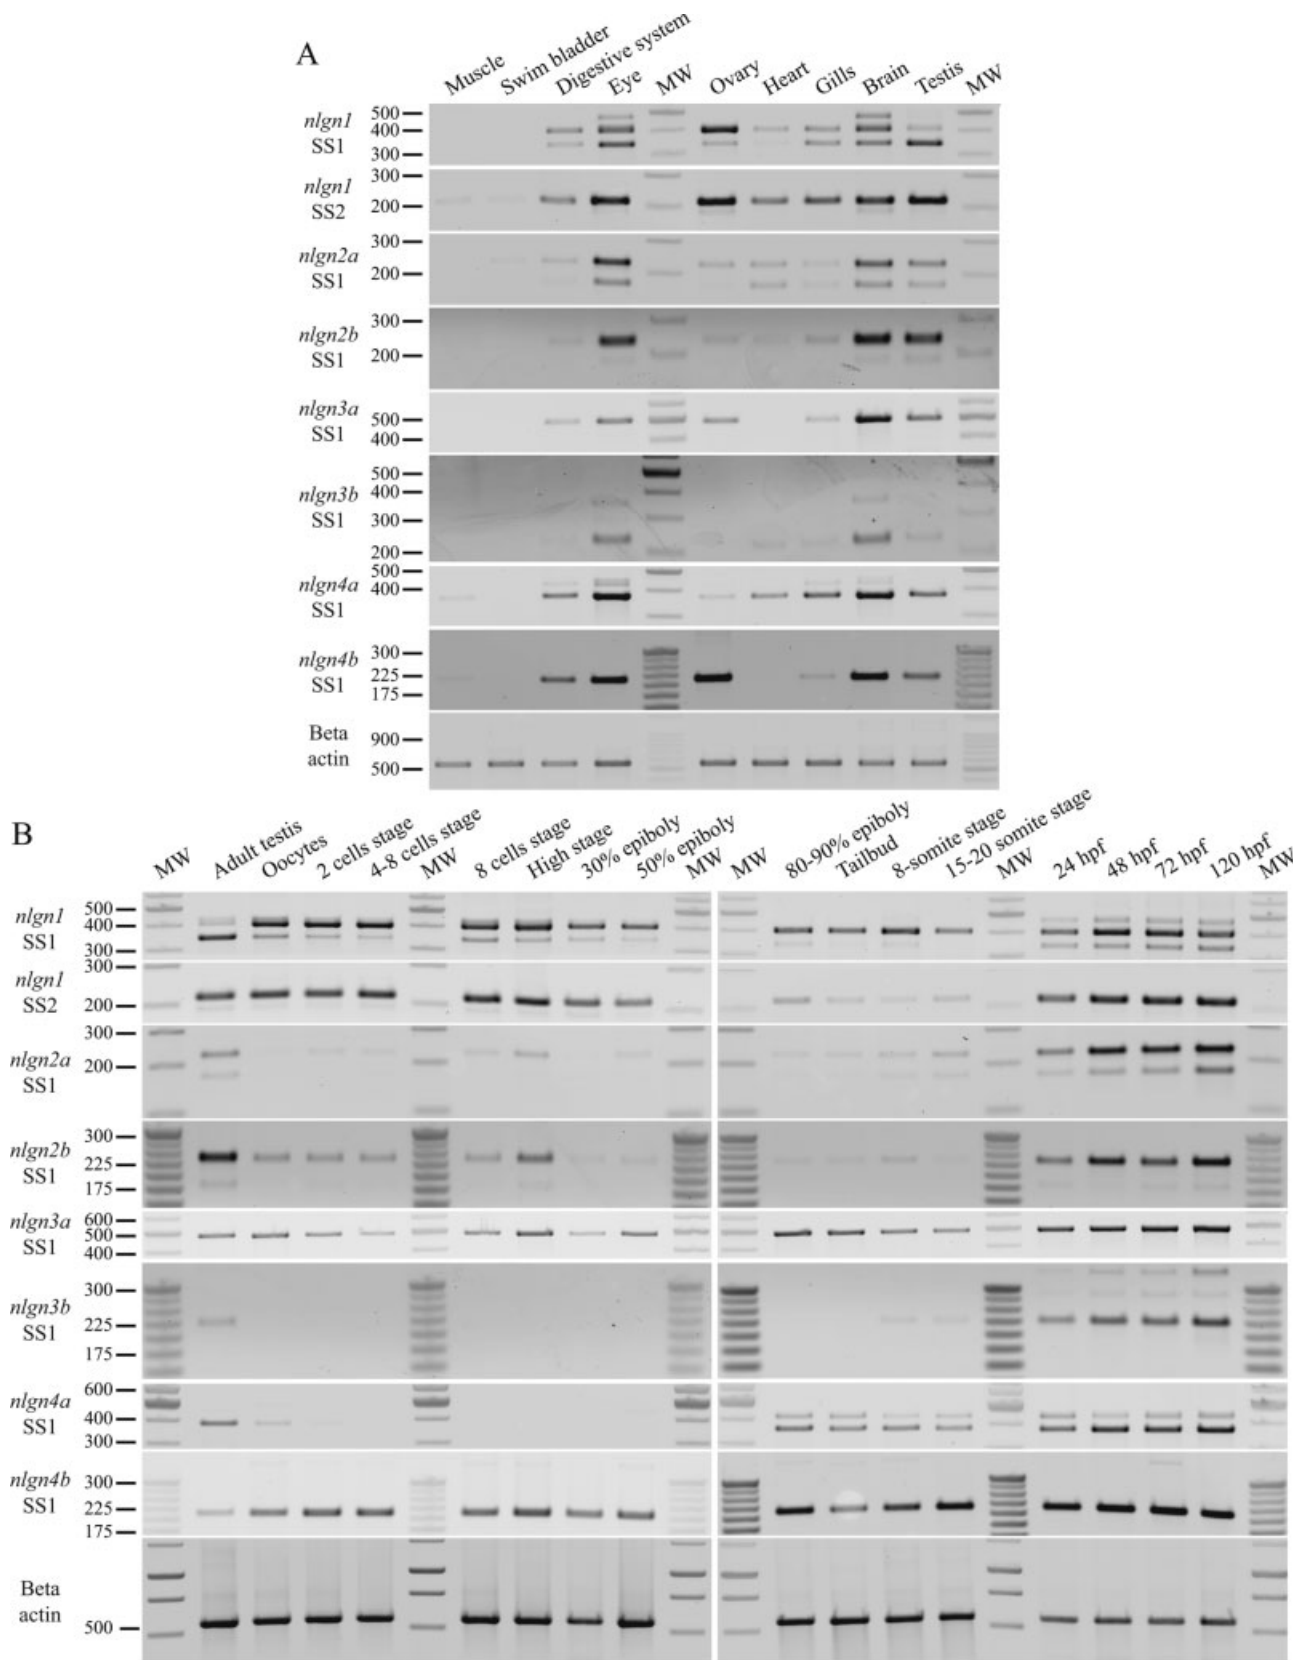 A
Muscle
Swim bladder
Digestive system
Eye
MW
Ovary
Heart
Gills
Brain
Testis
MW
nlgn1
SS1
500
400
300
nlgn1
SS2
300
200
nlgn2a
SS1
300
200
nlgn2b
SS1
300
200
nlgn3a
SS1
500
400
nlgn3b
SS1
500
400
300
200
nlgn4a
SS1
500
400
nlgn4b
SS1
300
225
175
Beta
actin
900
500
B
MW
Adult testis
Oocytes
2 cells stage
4-8 cells stage
MW
8 cells stage
High stage
30% epiboly
50% epiboly
MW
MW
80-90% epiboly
Tailbud
8-somite stage
15-20 somite stage
MW
24 hpf
48 hpf
72 hpf
120 hpf
MW
nlgn1
SS1
500
400
300
nlgn1
SS2
300
200
nlgn2a
SS1
300
200
nlgn2b
SS1
300
225
175
nlgn3a
SS1
600
500
400
nlgn3b
SS1
300
225
175
nlgn4a
SS1
600
400
300
nlgn4b
SS1
300
225
175
Beta
actin
500